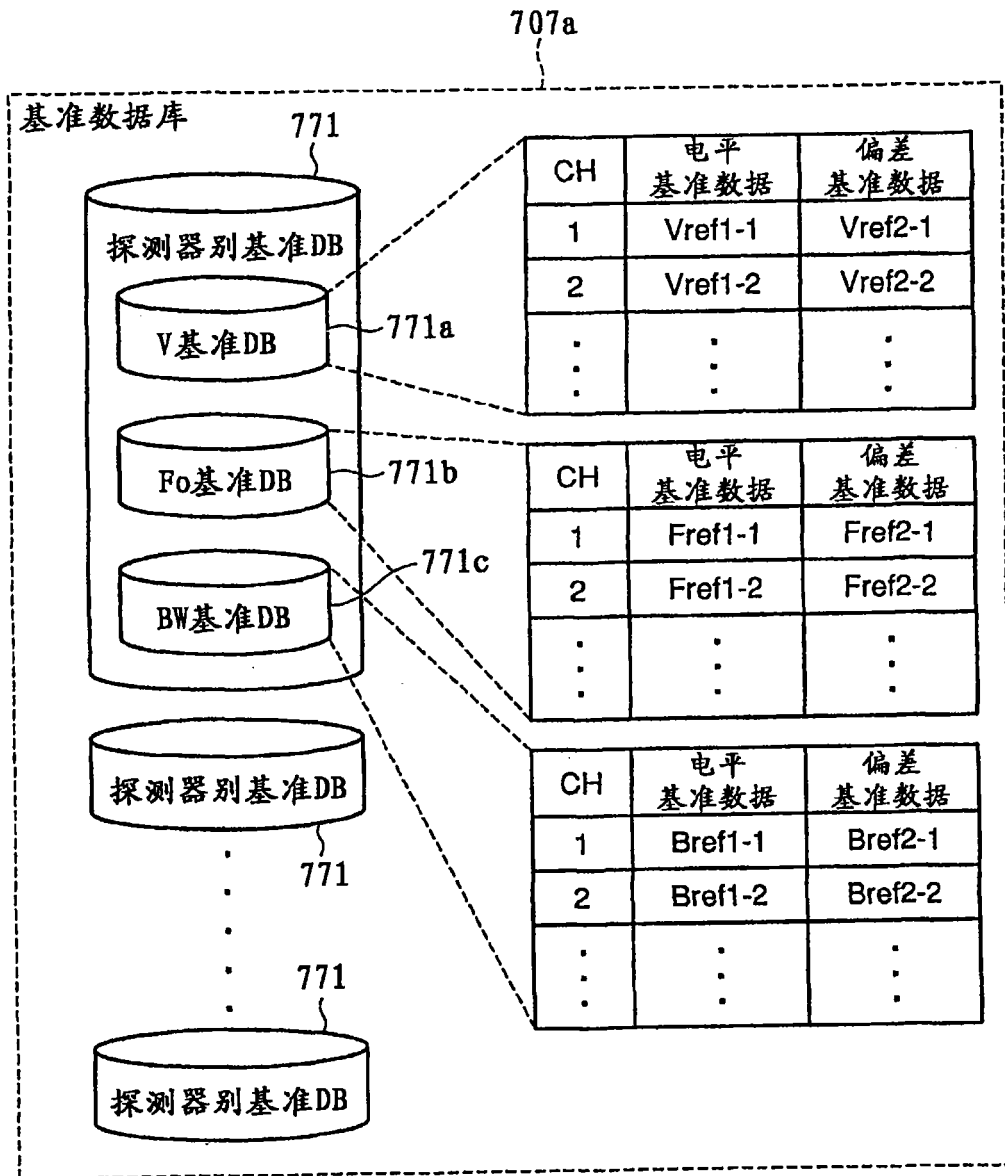 707a
基准数据库
771
探测器别基准DB
V基准DB
771a
Fo基准DB
771b
BW基准DB
771c
探测器别基准DB
771
771
探测器别基准DB
CH 电平基准数据 偏差基准数据
1 Vref1-1 Vref2-1
2 Vref1-2 Vref2-2
CH 电平基准数据 偏差基准数据
1 Fref1-1 Fref2-1
2 Fref1-2 Fref2-2
CH 电平基准数据 偏差基准数据
1 Bref1-1 Bref2-1
2 Bref1-2 Bref2-2